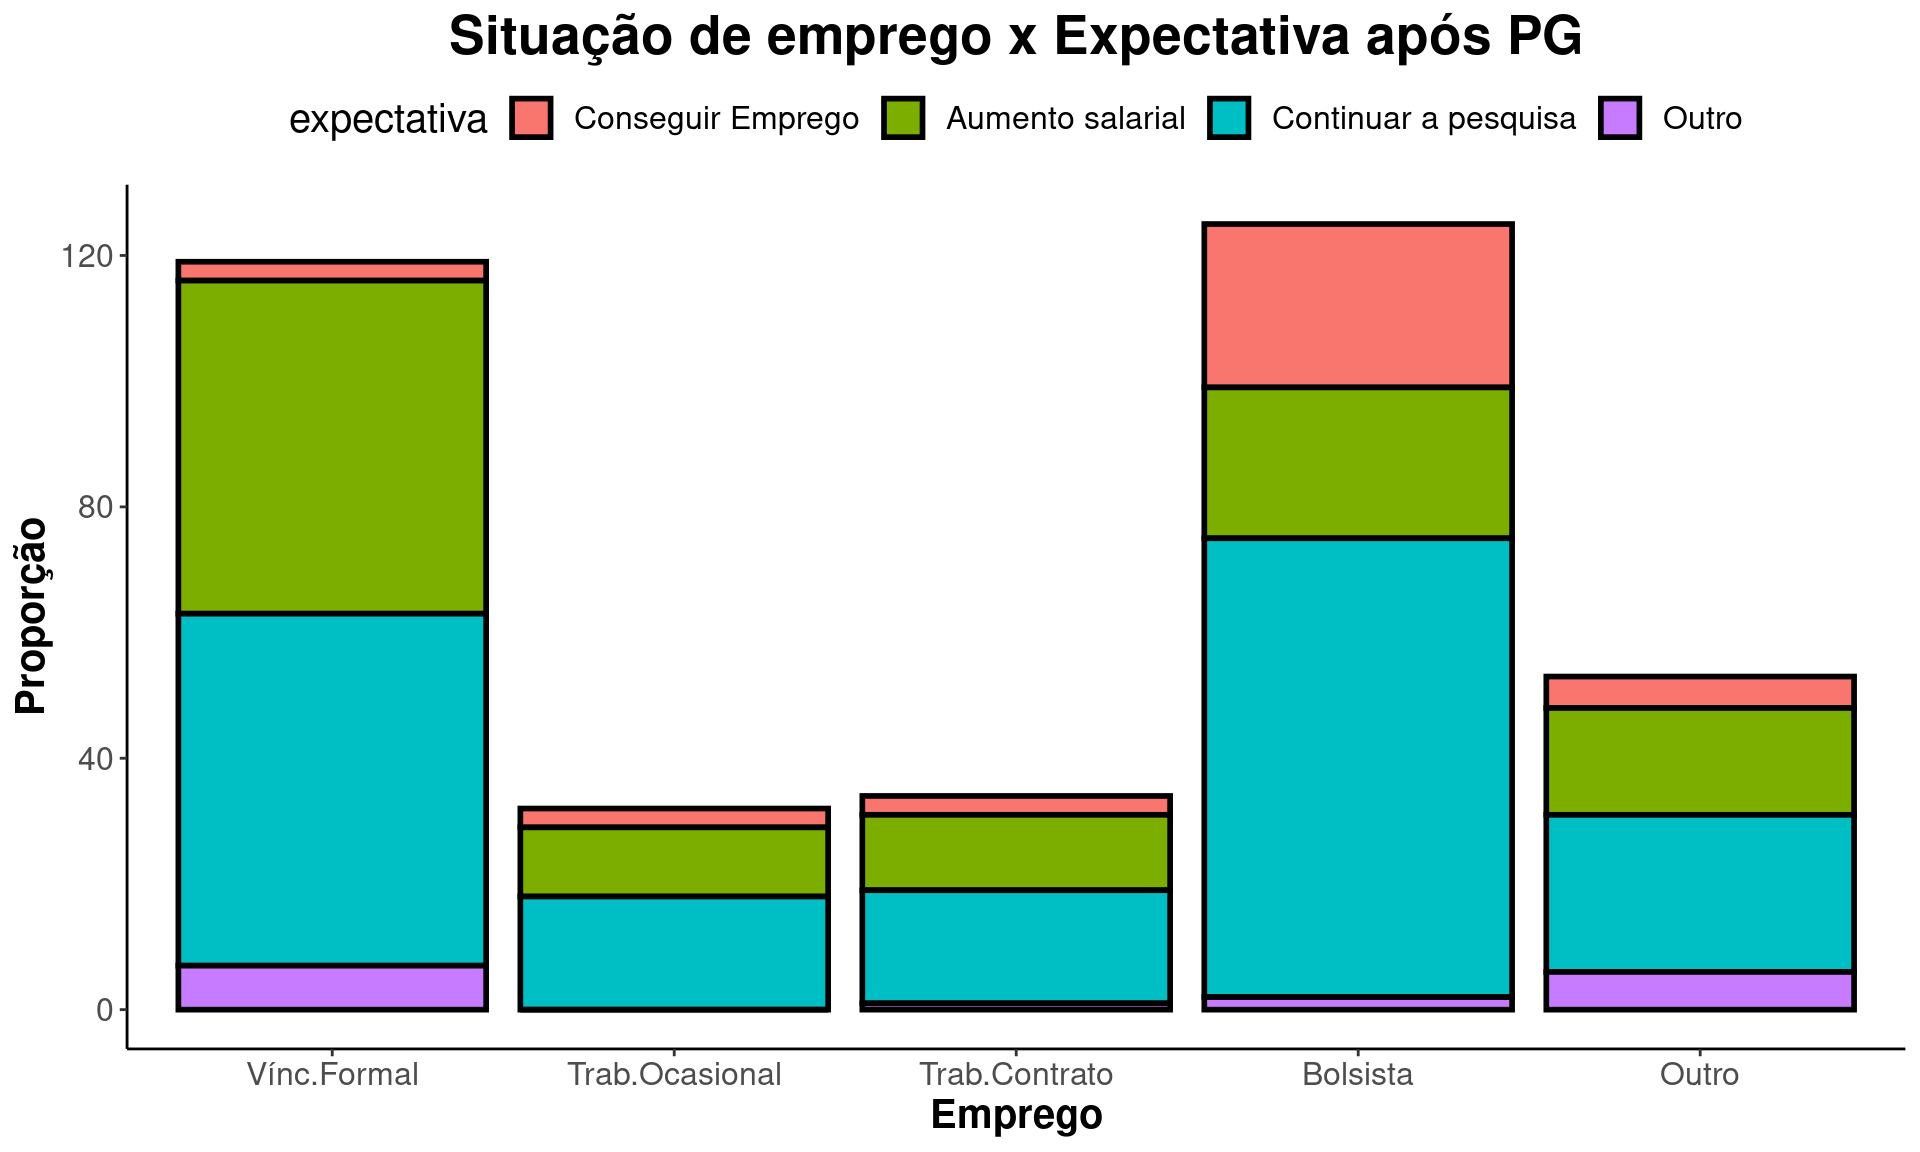 Situação de emprego x Expectativa após PG
expectativa Conseguir Emprego Aumento salarial Continuar a pesquisa Outro
Proporção
120
80
40
0
Vínc.Formal Trab.Ocasional Trab.Contrato Bolsista Outro
Emprego